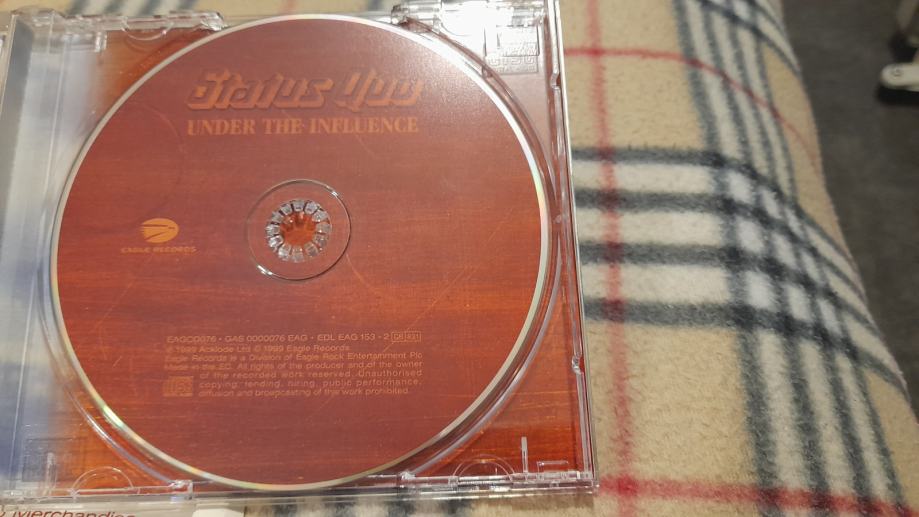 Status Quo
UNDER THE INFLUENCE
EAGLE RECORDS
EAGCD076 • GAS 0000076 EAG • EDL EAG 153 - 2
℗ 1999 Acklode Ltd © 1999 Eagle Records
Eagle Records is a Division of Eagle Rock Entertainment Plc
Made in the EC. All rights of the producer and of the owner
of the recorded work reserved. Unauthorised
copying, lending, hiring, public performance,
diffusion and broadcasting of this work prohibited.
Merchandise